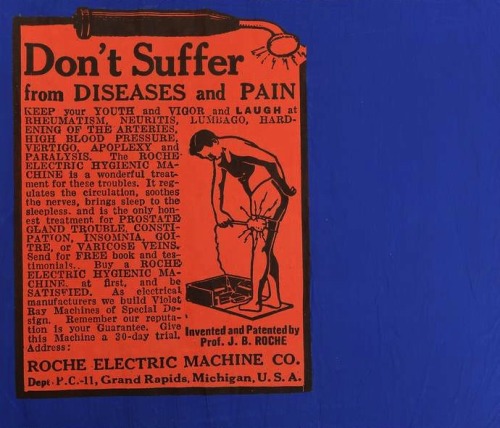 Don't Suffer
from DISEASES and PAIN
KEEP your YOUTH and VIGOR and LAUGH at
RHEUMATISM, NEURITIS, LUMBAGO, HARD-
ENING OF THE ARTERIES,
HIGH BLOOD PRESSURE,
VERTIGO, APOPLEXY and
PARALYSIS. The ROCHE
ELECTRIC HYGIENIC MA-
CHINE is a wonderful treat-
ment for these troubles. It reg-
ulates the circulation, soothes
the nerves, brings sleep to the
sleepless, and is the only hon-
est treatment for PROSTATE
GLAND TROUBLE, CONSTI-
PATION, INSOMNIA, GOI-
TRE, or VARICOSE VEINS.
Send for FREE book and tes-
timonials. Buy a ROCHE
ELECTRIC HYGIENIC MA-
CHINE, at first, and be
SATISFIED. As electrical
manufacturers we build Violet
Ray Machines of Special De-
sign. Remember our reputa-
tion is your Guarantee. Give
this Machine a 30-day trial.
Address:
Invented and Patented by
Prof. J. B. ROCHE
ROCHE ELECTRIC MACHINE CO.
Dept. P.C.-11, Grand Rapids, Michigan, U. S. A.